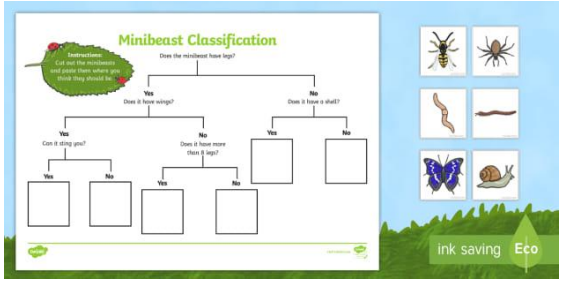 Minibeast Classification
Instructions:
Cut out the minibeasts
and paste them where you
think they should be.
Does the minibeast have legs?
Yes
No
Does it have wings?
Does it have a shell?
Yes
No
Yes
No
Can it sting you?
Does it have more
than 8 legs?
Yes
No
Yes
No
ink saving
Eco